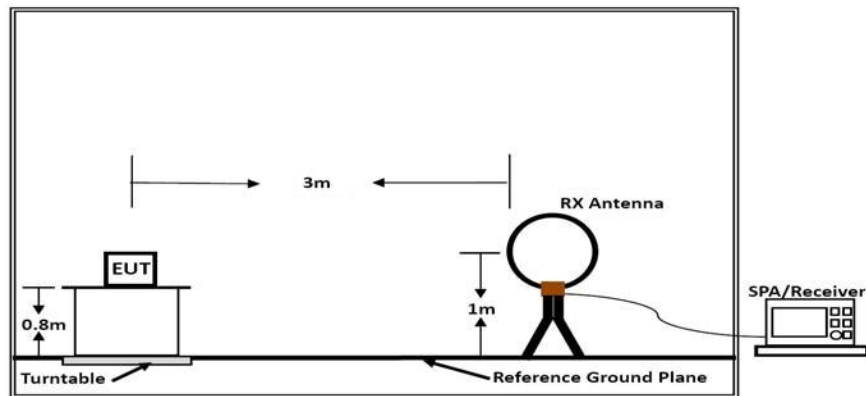 3m
RX Antenna
EUT
SPA/Receiver
0.8m
1m
Turntable
Reference Ground Plane